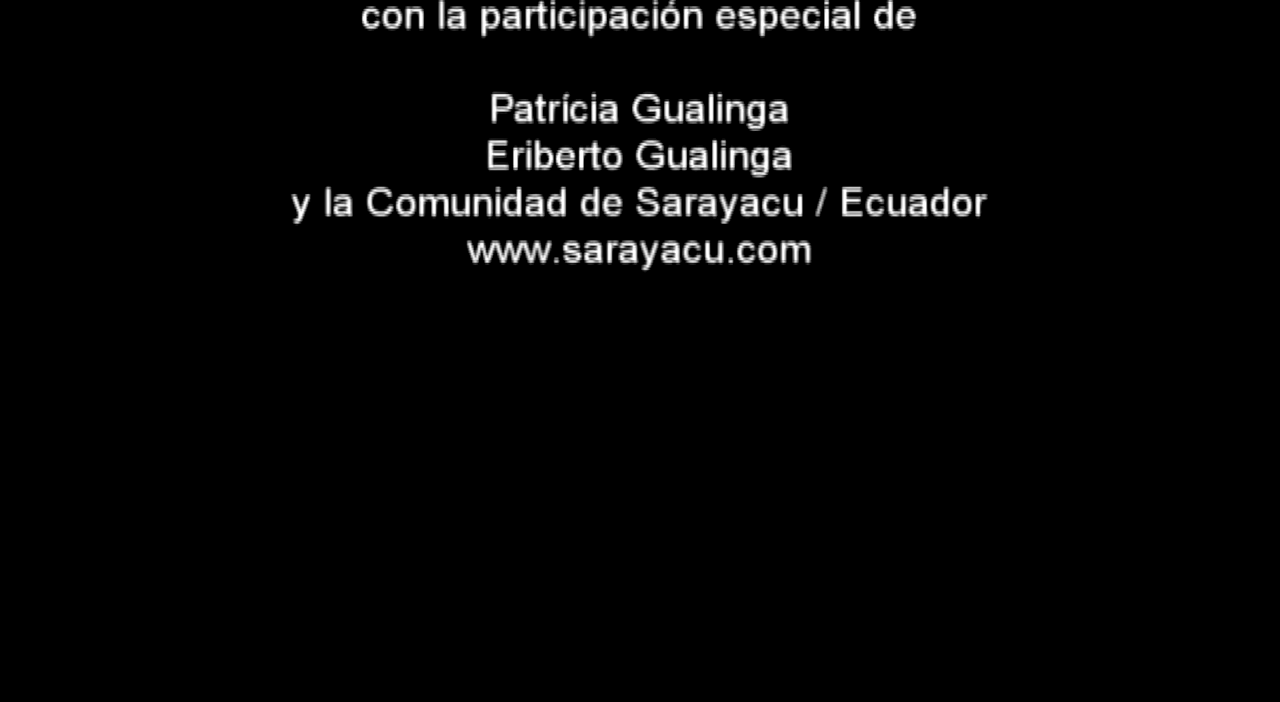 con la participación especial de
Patrícia Gualinga
Eriberto Gualinga
y la Comunidad de Sarayacu / Ecuador
www.sarayacu.com